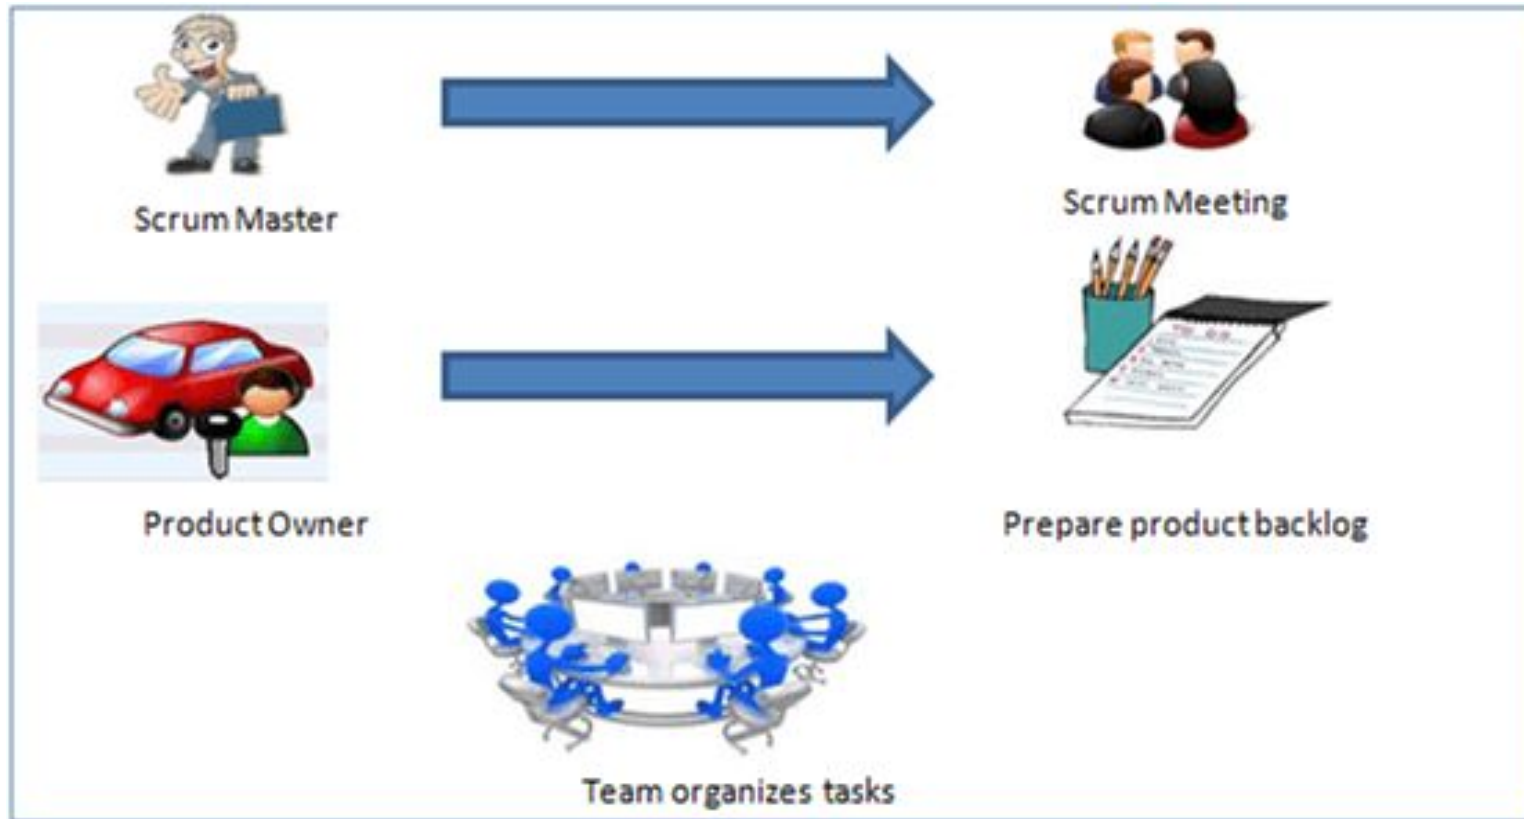 Scrum Master
Scrum Meeting
Product Owner
Prepare product backlog
Team organizes tasks